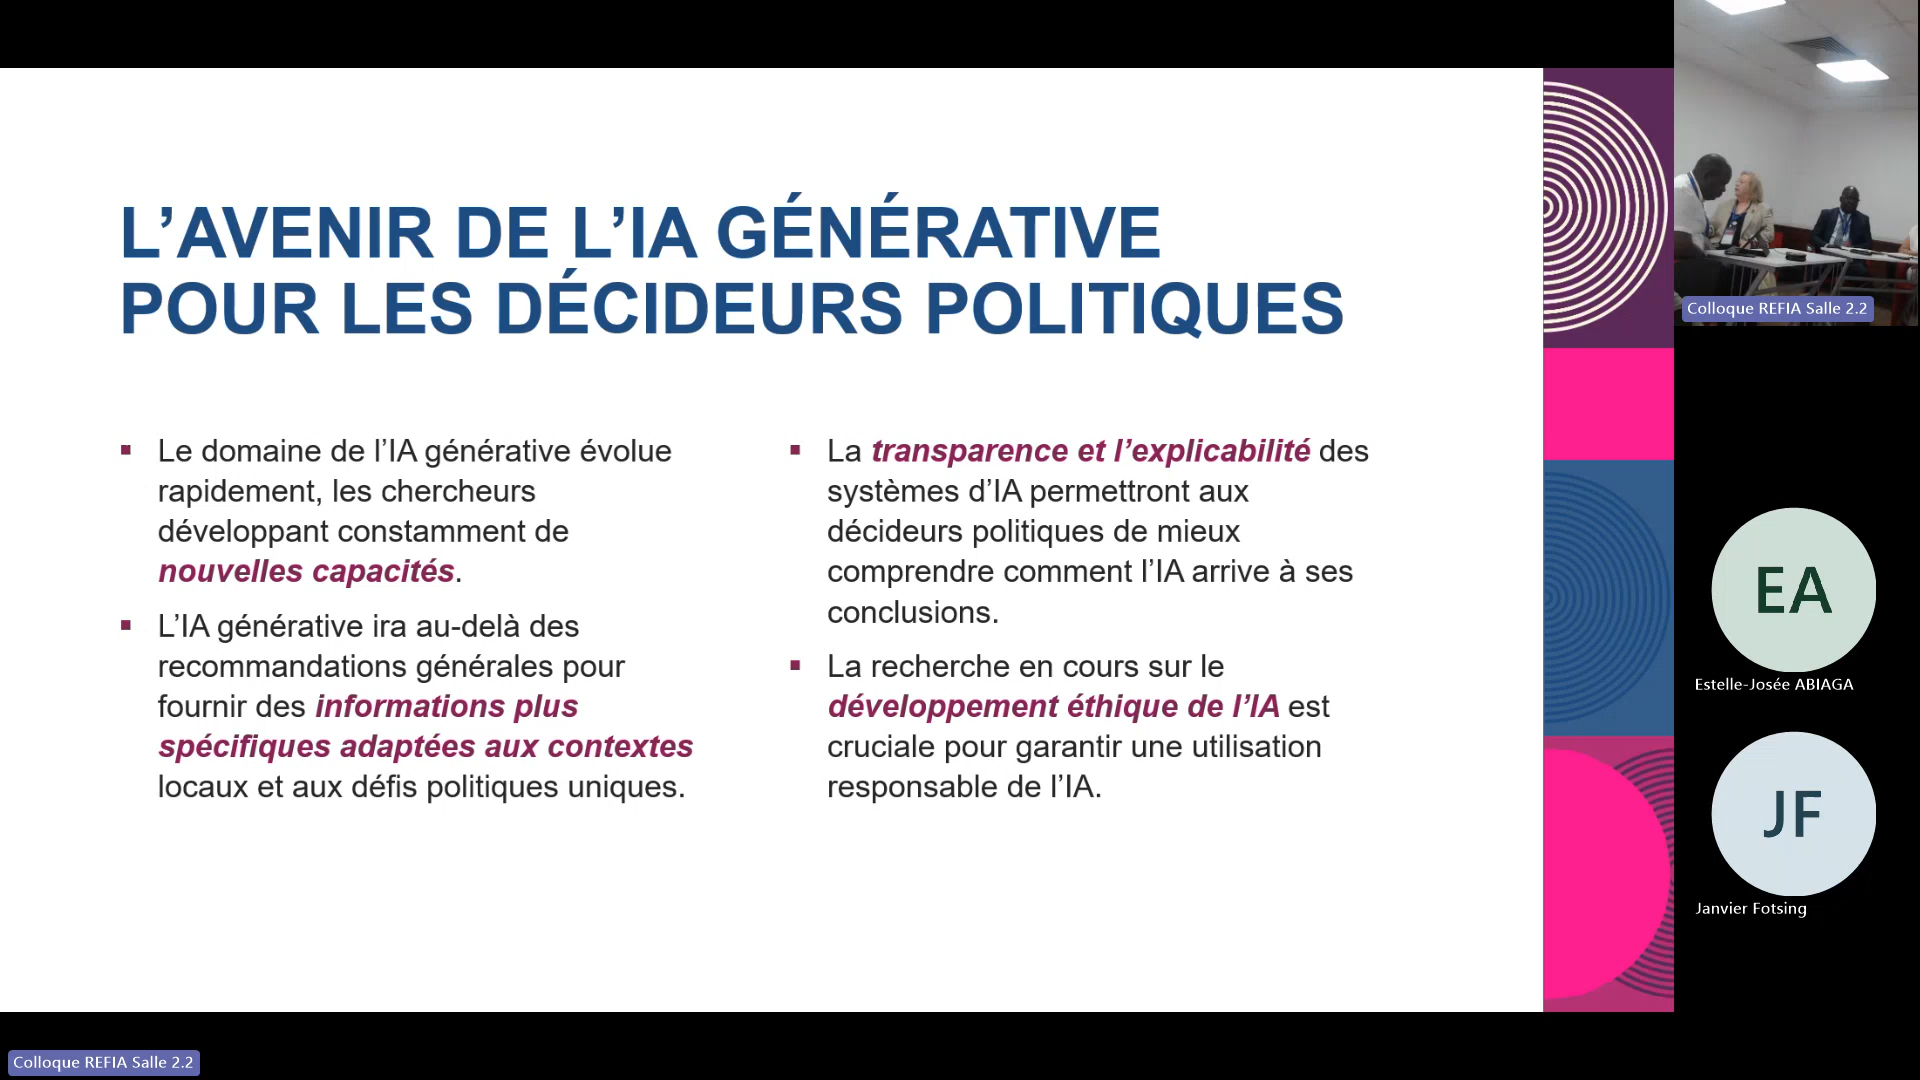 L’AVENIR DE L’IA GÉNÉRATIVE
POUR LES DÉCIDEURS POLITIQUES
Le domaine de l’IA générative évolue
rapidement, les chercheurs
développant constamment de
nouvelles capacités.
L’IA générative ira au-delà des
recommandations générales pour
fournir des informations plus
spécifiques adaptées aux contextes
locaux et aux défis politiques uniques.
La transparence et l’explicabilité des
systèmes d’IA permettront aux
décideurs politiques de mieux
comprendre comment l’IA arrive à ses
conclusions.
La recherche en cours sur le
développement éthique de l’IA est
cruciale pour garantir une utilisation
responsable de l’IA.
Colloque REFIA Salle 2.2
EA
Estelle-Josée ABIAGA
JF
Janvier Fotsing
Colloque REFIA Salle 2.2